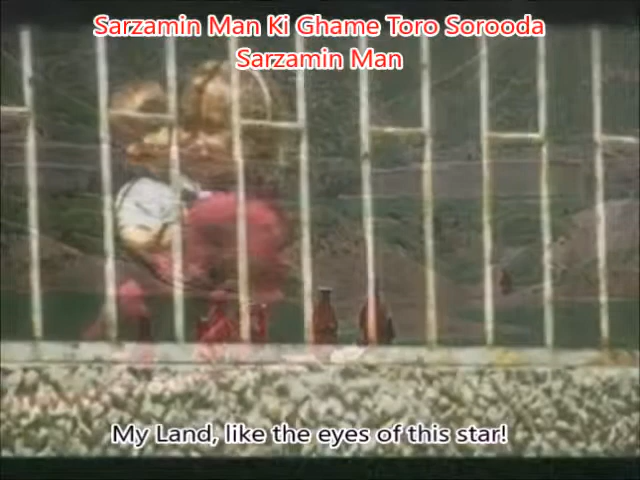 Sarzamin Man Ki Ghame Toro Sorooda
Sarzamin Man
My Land, like the eyes of this star!